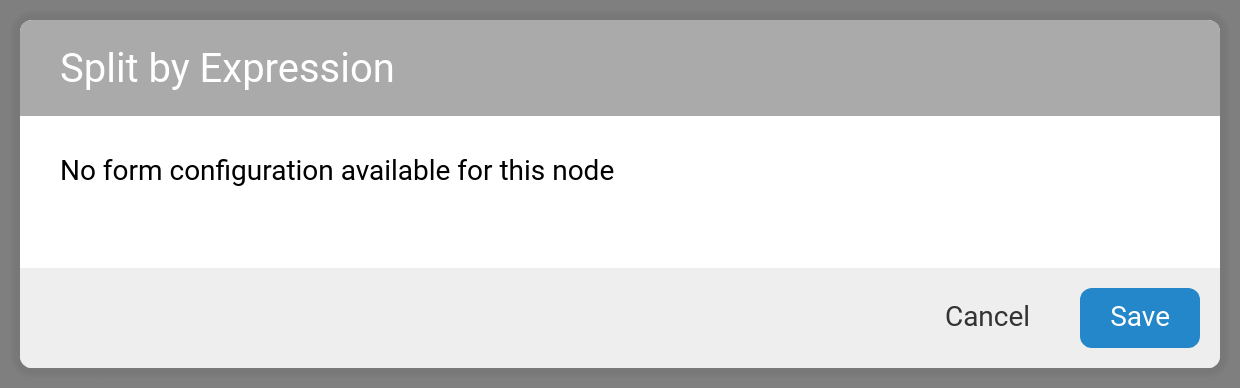 Split by Expression
No form configuration available for this node
Cancel
Save